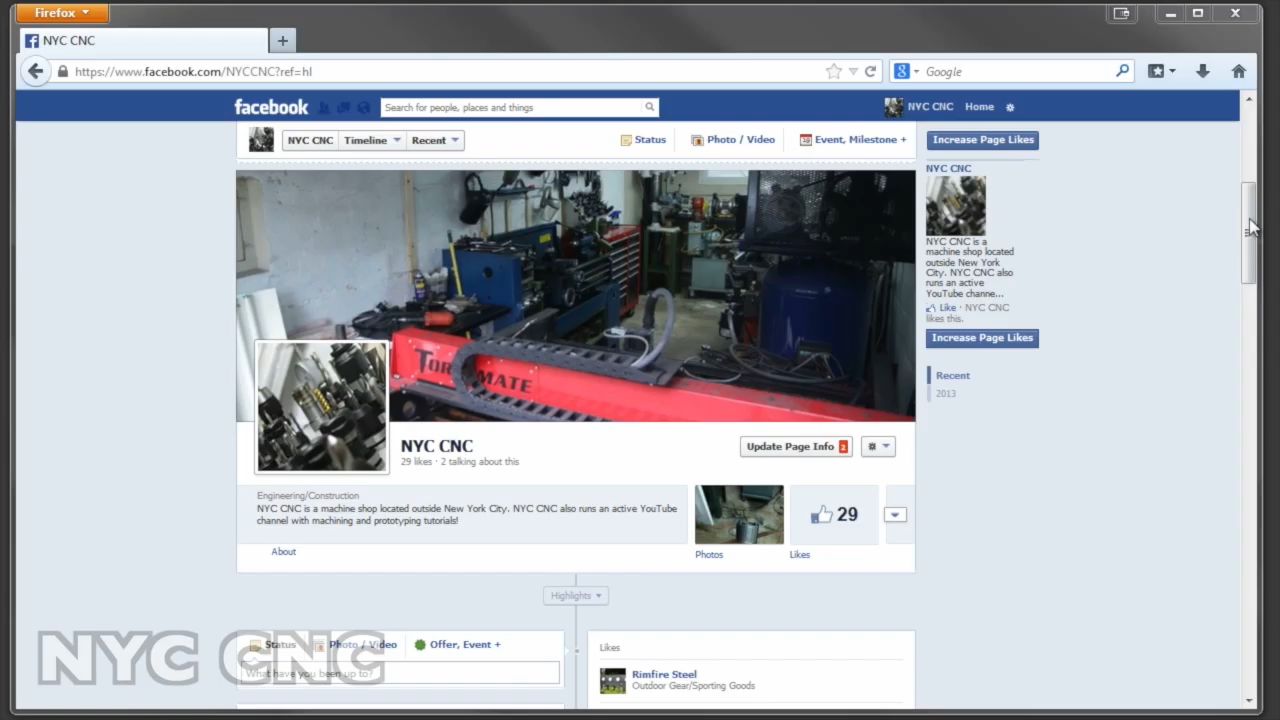 Firefox
NYC CNC
https://www.facebook.com/NYCCNC?ref=hl
Google
facebook
Search for people, places and things
NYC CNC Home
NYC CNC Timeline Recent
Status Photo / Video Event, Milestone +
Increase Page Likes
NYC CNC
NYC CNC is a
machine shop located
outside New York
City. NYC CNC also
runs an active
YouTube channe...
Like · NYC CNC
likes this.
Increase Page Likes
Recent
2013
TORMATE
NYC CNC
29 likes · 2 talking about this
Update Page Info 2
Engineering/Construction
NYC CNC is a machine shop located outside New York City. NYC CNC also runs an active YouTube
channel with machining and prototyping tutorials!
About
29
Photos
Likes
Highlights
Status Photo / Video Offer, Event +
What have you been up to?
Likes
Rimfire Steel
Outdoor Gear/Sporting Goods
NYC CNC